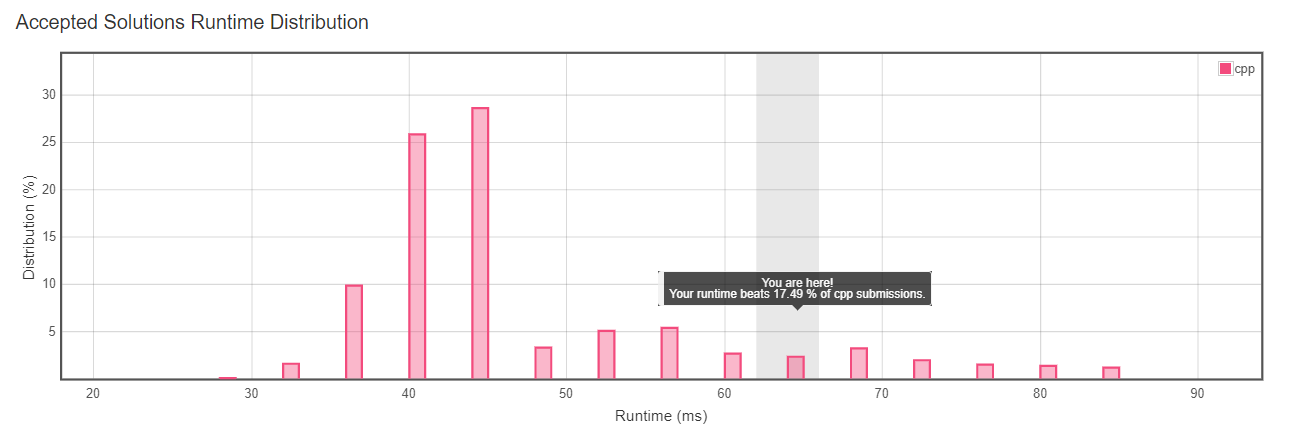 Accepted Solutions Runtime Distribution
cpp
30
25
20
15
10
5
Distribution (%)
You are here!
Your runtime beats 17.49 % of cpp submissions.
20 30 40 50 60 70 80 90
Runtime (ms)